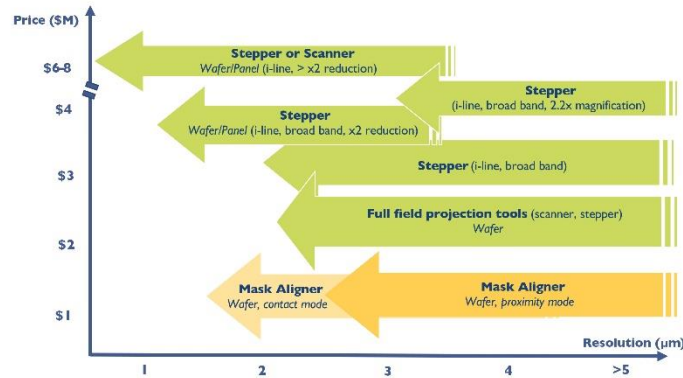 Price ($M)
Stepper or Scanner
Wafer/Panel (i-line, > x2 reduction)
$6-8
Stepper
(i-line, broad band, 2.2x magnification)
$4
Stepper
Wafer/Panel (i-line, broad band, x2 reduction)
Stepper (i-line, broad band)
$3
Full field projection tools (scanner, stepper)
Wafer
$2
Mask Aligner
Wafer, contact mode
Mask Aligner
Wafer, proximity mode
$1
Resolution (µm)
1 2 3 4 >5